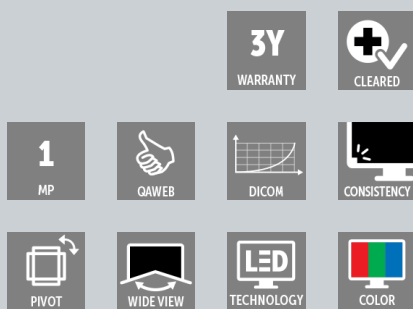 3Y
WARRANTY
CLEARED
1
MP
QAWEB
DICOM
CONSISTENCY
PIVOT
WIDE VIEW
LED
TECHNOLOGY
COLOR